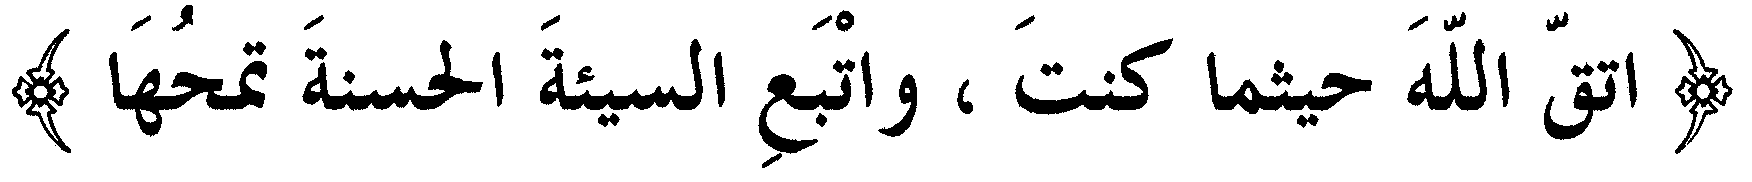 ﴿ اتقّ اللّهَ حيثما كنتَ ، واتْبَعِ السيئةَ الحسنةَ تمحُهَا ﴾